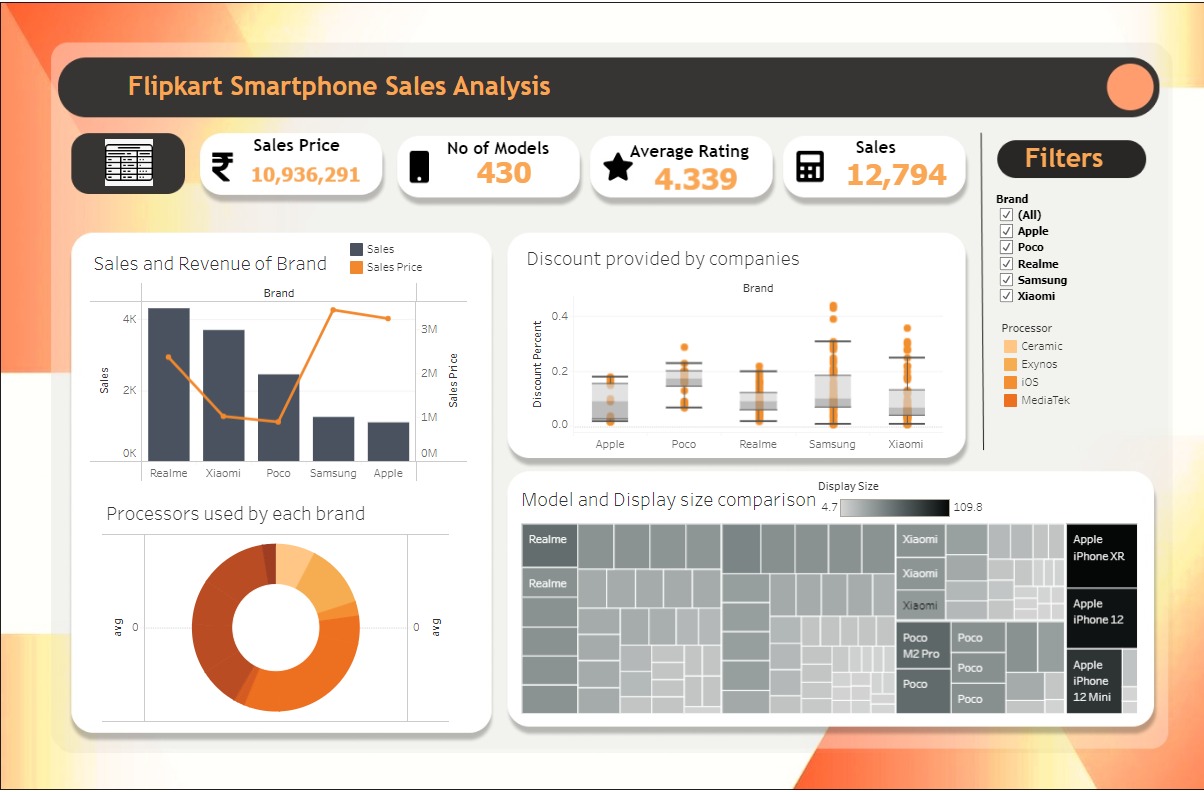 Flipkart Smartphone Sales Analysis
Sales Price
10,936,291
No of Models
430
Average Rating
4.339
Sales
12,794
Filters
Brand
(All)
Apple
Poco
Realme
Samsung
Xiaomi
Processor
Ceramic
Exynos
iOS
MediaTek
Sales and Revenue of Brand
Sales
Sales Price
Brand
4K
2K
0K
Sales
3M
2M
1M
0M
Sales Price
Realme
Xiaomi
Poco
Samsung
Apple
Processors used by each brand
avg
0
0
avg
Discount provided by companies
Brand
Discount Percent
0.4
0.2
0.0
Apple
Poco
Realme
Samsung
Xiaomi
Model and Display size comparison
Display Size
4.7
109.8
Realme
Realme
Xiaomi
Xiaomi
Xiaomi
Poco
M2 Pro
Poco
Poco
Poco
Poco
Apple
iPhone XR
Apple
iPhone 12
Apple
iPhone
12 Mini